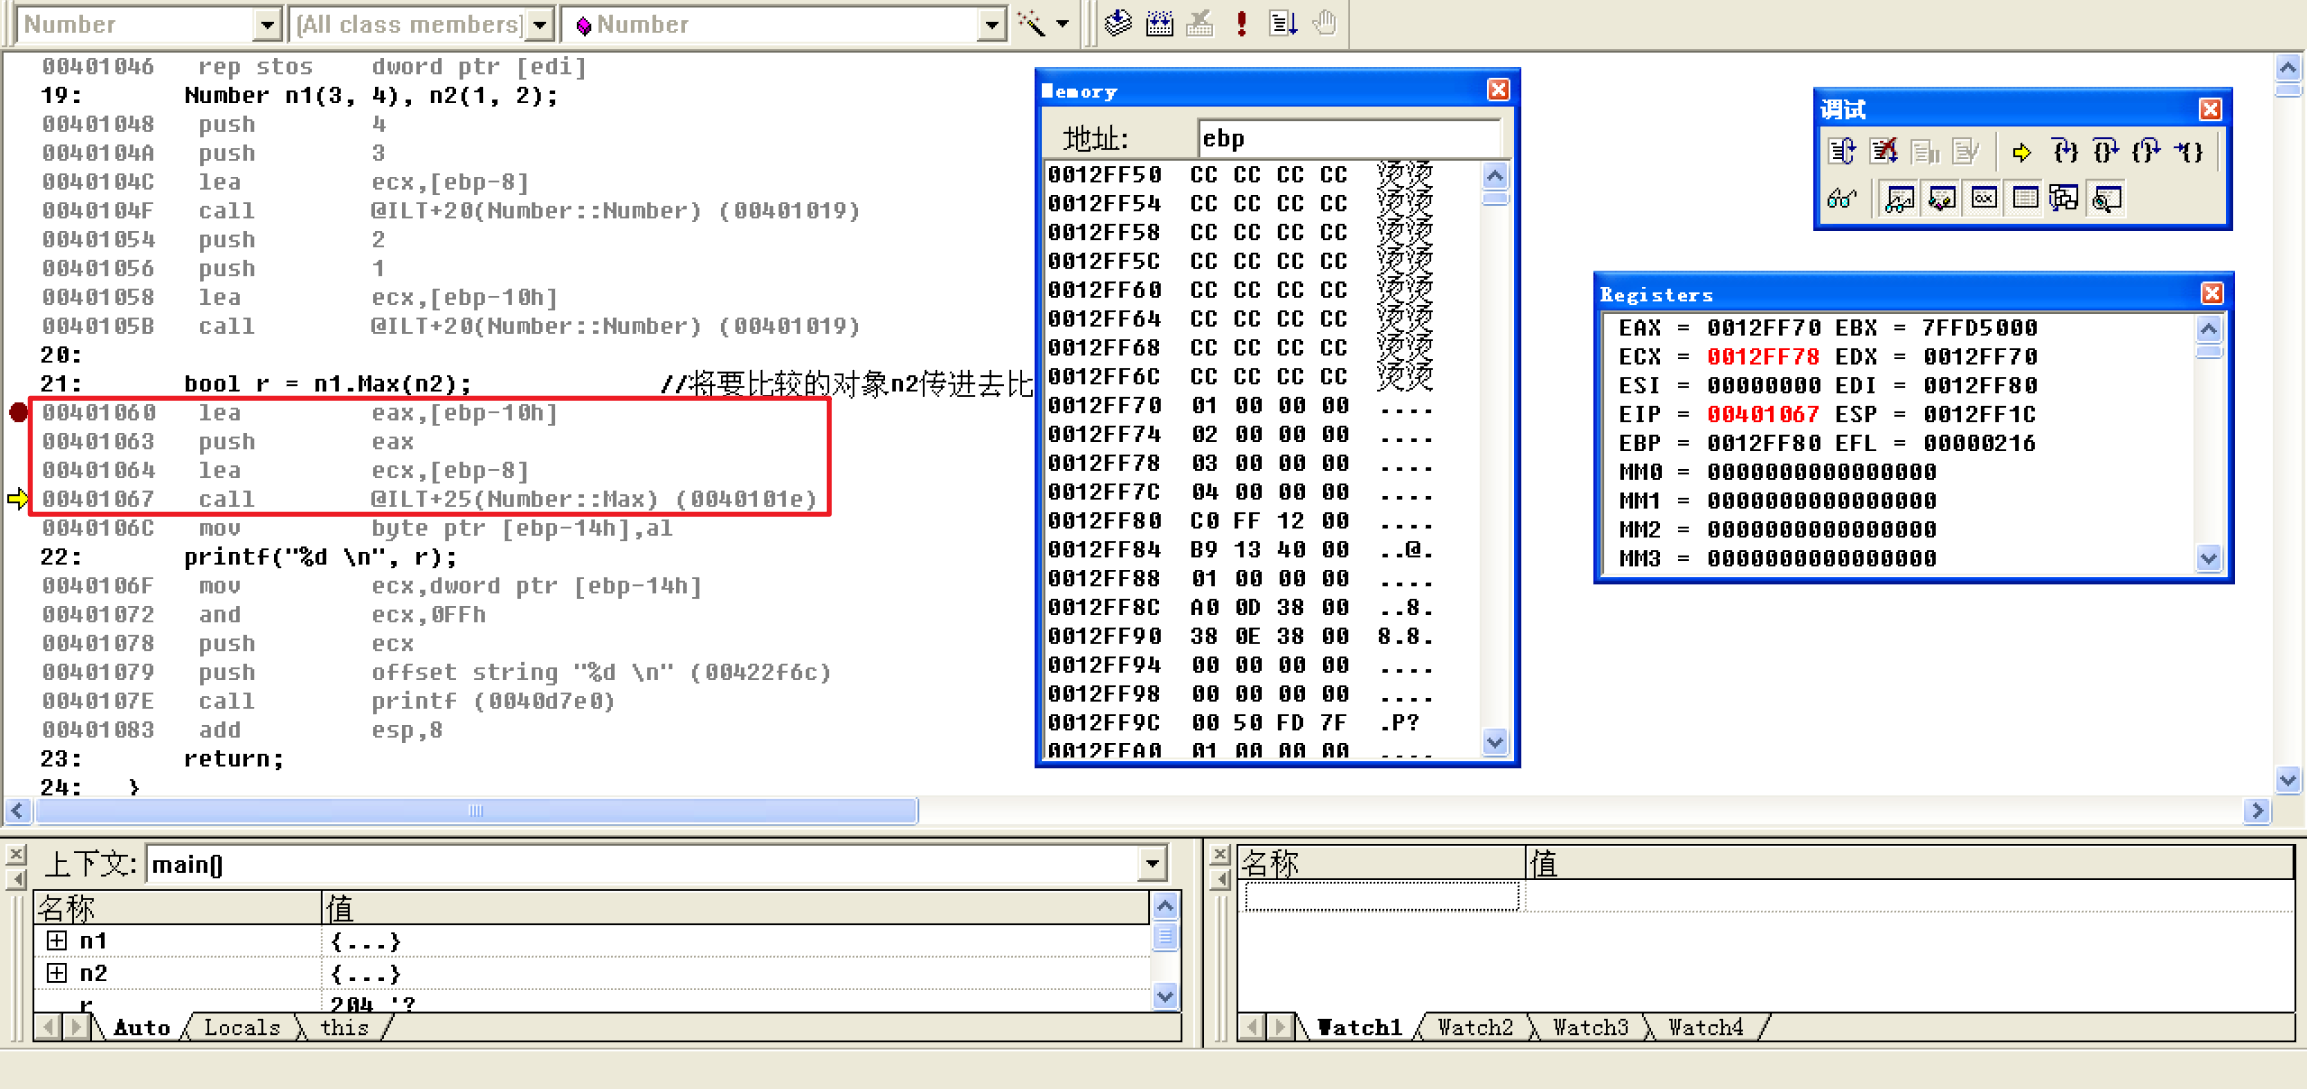 Number [All class members] Number
00401046 rep stos dword ptr [edi]
19: Number n1(3, 4), n2(1, 2);
00401048 push 4
0040104A push 3
0040104C lea ecx,[ebp-8]
0040104F call @ILT+20(Number::Number) (00401019)
00401054 push 2
00401056 push 1
00401058 lea ecx,[ebp-10h]
0040105B call @ILT+20(Number::Number) (00401019)
20:
21: bool r = n1.Max(n2); //将要比较的对象n2传进去比
00401060 lea eax,[ebp-10h]
00401063 push eax
00401064 lea ecx,[ebp-8]
00401067 call @ILT+25(Number::Max) (0040101e)
0040106C mov byte ptr [ebp-14h],al
22: printf("%d \n", r);
0040106F mov ecx,dword ptr [ebp-14h]
00401072 and ecx,0FFh
00401078 push ecx
00401079 push offset string "%d \n" (00422f6c)
0040107E call printf (0040d7e0)
00401083 add esp,8
23: return;
24: }
Memory
地址: ebp
0012FF50 CC CC CC CC 烫烫
0012FF54 CC CC CC CC 烫烫
0012FF58 CC CC CC CC 烫烫
0012FF5C CC CC CC CC 烫烫
0012FF60 CC CC CC CC 烫烫
0012FF64 CC CC CC CC 烫烫
0012FF68 CC CC CC CC 烫烫
0012FF6C CC CC CC CC 烫烫
0012FF70 01 00 00 00 ....
0012FF74 02 00 00 00 ....
0012FF78 03 00 00 00 ....
0012FF7C 04 00 00 00 ....
0012FF80 C0 FF 12 00 ....
0012FF84 B9 13 40 00 ..@.
0012FF88 01 00 00 00 ....
0012FF8C A0 0D 38 00 ..8.
0012FF90 38 0E 38 00 8.8.
0012FF94 00 00 00 00 ....
0012FF98 00 00 00 00 ....
0012FF9C 00 50 FD 7F .P?
0012FFA0 01 00 00 00 ....
调试
Registers
EAX = 0012FF70 EBX = 7FFD5000
ECX = 0012FF78 EDX = 0012FF70
ESI = 00000000 EDI = 0012FF80
EIP = 00401067 ESP = 0012FF1C
EBP = 0012FF80 EFL = 00000216
MM0 = 0000000000000000
MM1 = 0000000000000000
MM2 = 0000000000000000
MM3 = 0000000000000000
上下文: main()
名称 值
n1 {...}
n2 {...}
r 204 '?
Auto Locals this
名称 值
Watch1 Watch2 Watch3 Watch4